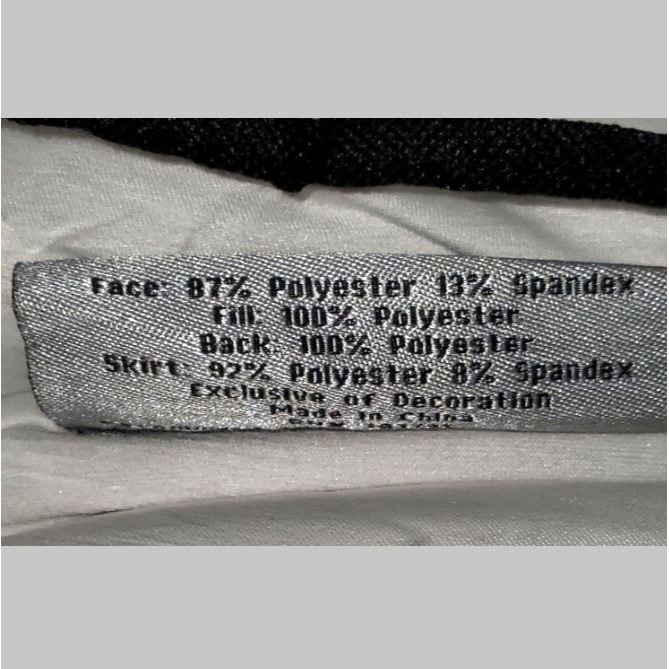 Face: 87% Polyester 13% Spandex
Fill: 100% Polyester
Back: 100% Polyester
Skirt: 92% Polyester 8% Spandex
Exclusive of Decoration
Made in China